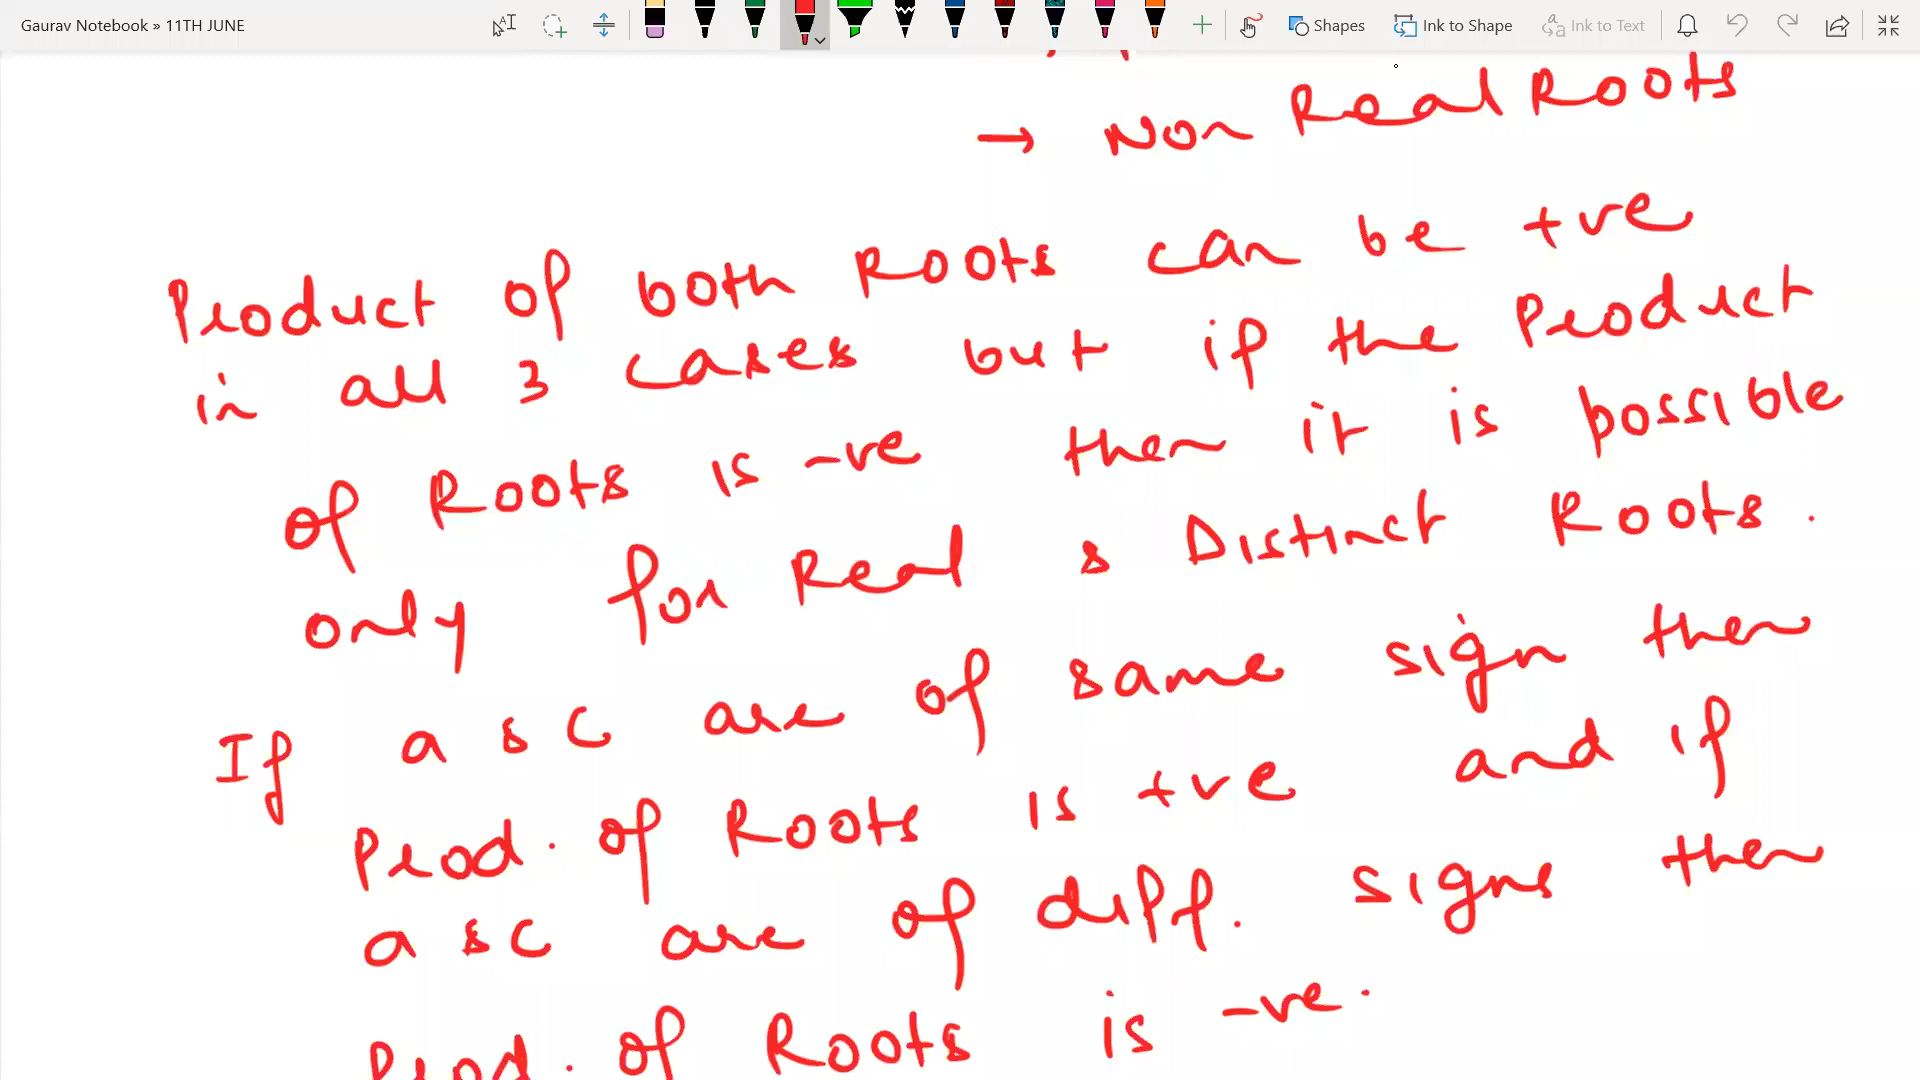 Gaurav Notebook » 11TH JUNE
Shapes
Ink to Shape
Ink to Text
→ Non Real Roots
Product of both Roots can be +ve
in all 3 cases but if the Product
of Roots is -ve then it is possible
only for Real & Distinct Roots.
If a & c are of same sign then
Prod. of Roots is +ve and if
a & c are of diff. signs then
Prod. of Roots is -ve.